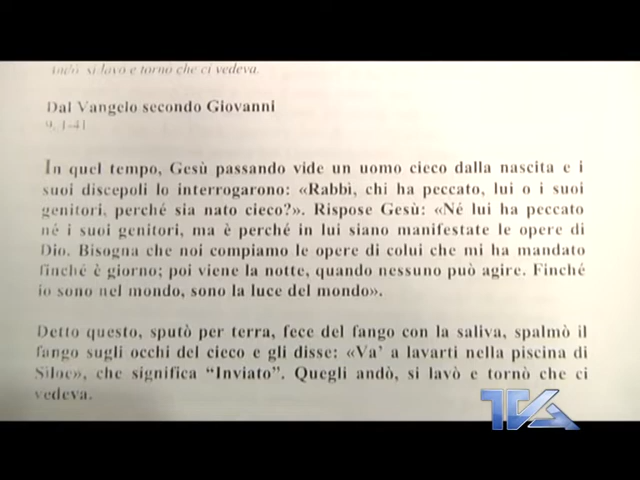 Andò, si lavò e tornò che ci vedeva.
Dal Vangelo secondo Giovanni
9, 1-41
In quel tempo, Gesù passando vide un uomo cieco dalla nascita e i
suoi discepoli lo interrogarono: «Rabbì, chi ha peccato, lui o i suoi
genitori, perché sia nato cieco?». Rispose Gesù: «Né lui ha peccato
né i suoi genitori, ma è perché in lui siano manifestate le opere di
Dio. Bisogna che noi compiamo le opere di colui che mi ha mandato
finché è giorno; poi viene la notte, quando nessuno può agire. Finché
io sono nel mondo, sono la luce del mondo».
Detto questo, sputò per terra, fece del fango con la saliva, spalmò il
fango sugli occhi del cieco e gli disse: «Va' a lavarti nella piscina di
Siloe», che significa “Inviato”. Quegli andò, si lavò e tornò che ci
vedeva.
TVA